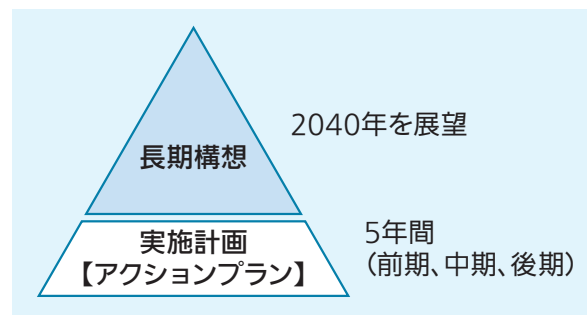 長期構想
2040年を展望
実施計画
【アクションプラン】
5年間
(前期、中期、後期)